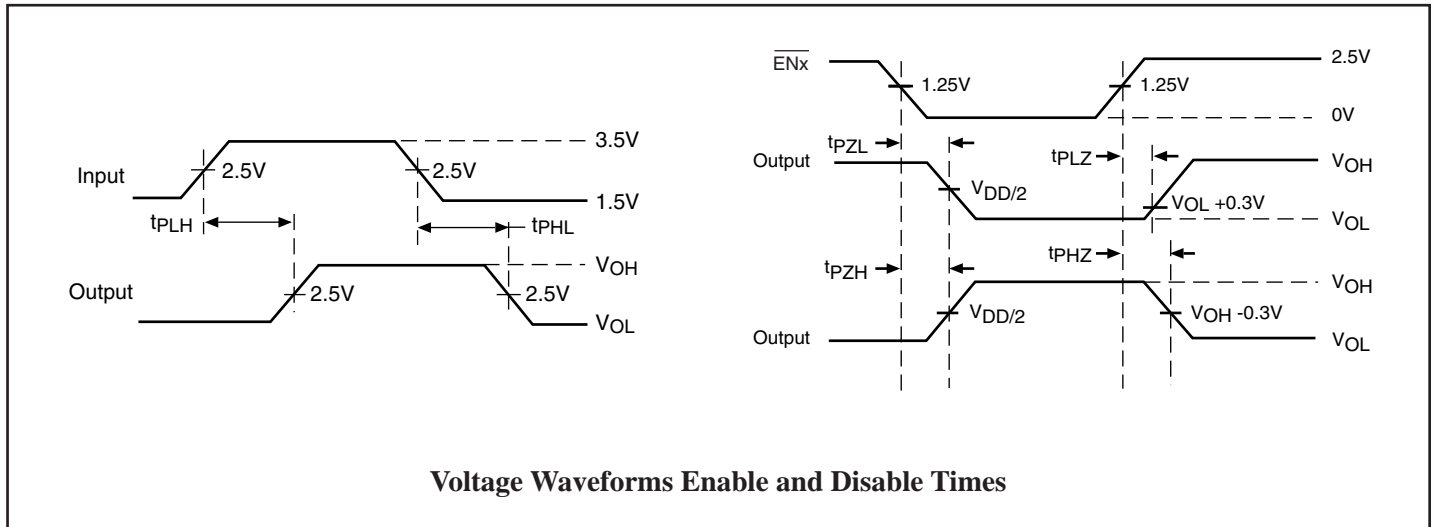 Input
2.5V
2.5V
3.5V
1.5V
tPLH
tPHL
Output
2.5V
2.5V
VOH
VOL
ENx
1.25V
1.25V
2.5V
0V
tPZL
tPLZ
Output
VDD/2
VOL +0.3V
VOH
VOL
tPZH
tPHZ
Output
VDD/2
VOH -0.3V
VOH
VOL
Voltage Waveforms Enable and Disable Times